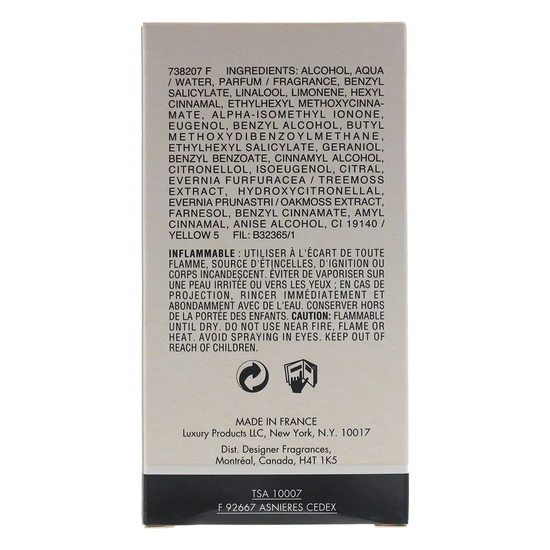 738207 F INGREDIENTS: ALCOHOL, AQUA
/ WATER, PARFUM / FRAGRANCE, BENZYL
SALICYLATE, LINALOOL, LIMONENE, HEXYL
CINNAMAL, ETHYLHEXYL METHOXYCINNA-
MATE, ALPHA-ISOMETHYL IONONE,
EUGENOL, BENZYL ALCOHOL, BUTYL
METHOXYDIBENZOYLMETHANE,
ETHYLHEXYL SALICYLATE, GERANIOL,
BENZYL BENZOATE, CINNAMYL ALCOHOL,
CITRONELLOL, ISOEUGENOL, CITRAL,
EVERNIA FURFURACEA / TREEMOSS
EXTRACT, HYDROXYCITRONELLAL,
EVERNIA PRUNASTRI / OAKMOSS EXTRACT,
FARNESOL, BENZYL CINNAMATE, AMYL
CINNAMAL, ANISE ALCOHOL, CI 19140 /
YELLOW 5 FIL: B32365/1
INFLAMMABLE : UTILISER À L'ÉCART DE TOUTE
FLAMME, SOURCE D'ÉTINCELLES, D'IGNITION OU
CORPS INCANDESCENT. ÉVITER DE VAPORISER SUR
UNE PEAU IRRITÉE OU VERS LES YEUX ; EN CAS DE
PROJECTION, RINCER IMMÉDIATEMENT ET
ABONDAMMENT AVEC DE L'EAU. CONSERVER HORS
DE LA PORTÉE DES ENFANTS. CAUTION: FLAMMABLE
UNTIL DRY. DO NOT USE NEAR FIRE, FLAME OR
HEAT. AVOID SPRAYING IN EYES. KEEP OUT OF
REACH OF CHILDREN.
MADE IN FRANCE
Luxury Products LLC, New York, N.Y. 10017
Dist. Designer Fragrances,
Montréal, Canada, H4T 1K5
TSA 10007
F 92667 ASNIERES CEDEX